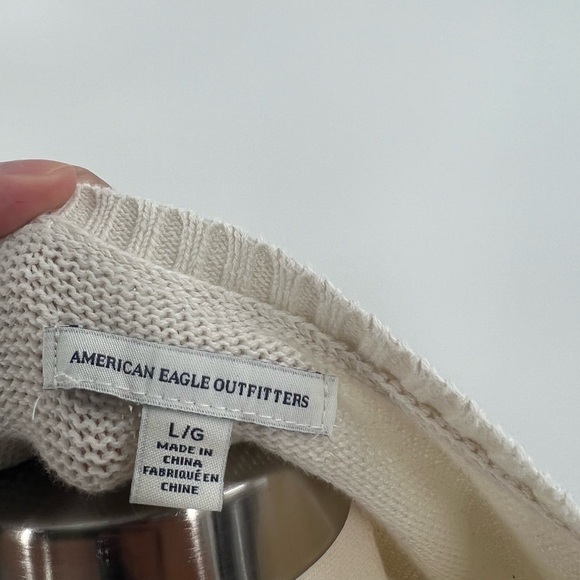 AMERICAN EAGLE OUTFITTERS
L/G
MADE IN
CHINA
FABRIQUÉ EN
CHINE